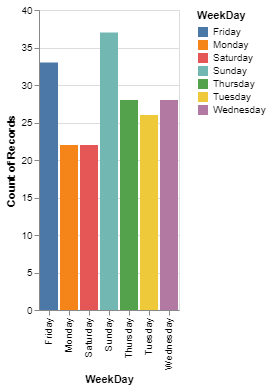 40
35
30
25
20
15
10
5
0
Count of Records
Friday
Monday
Saturday
Sunday
Thursday
Tuesday
Wednesday
WeekDay
WeekDay
Friday
Monday
Saturday
Sunday
Thursday
Tuesday
Wednesday